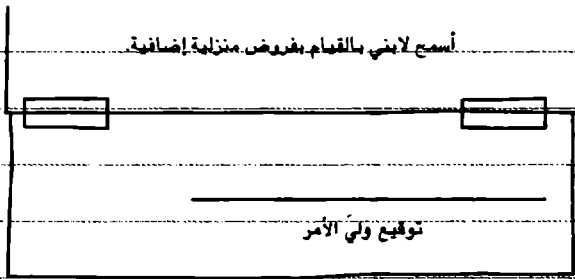 أسمح لابني بالقيام بفروض منزلية إضافية.
توقيع وليّ الأمر